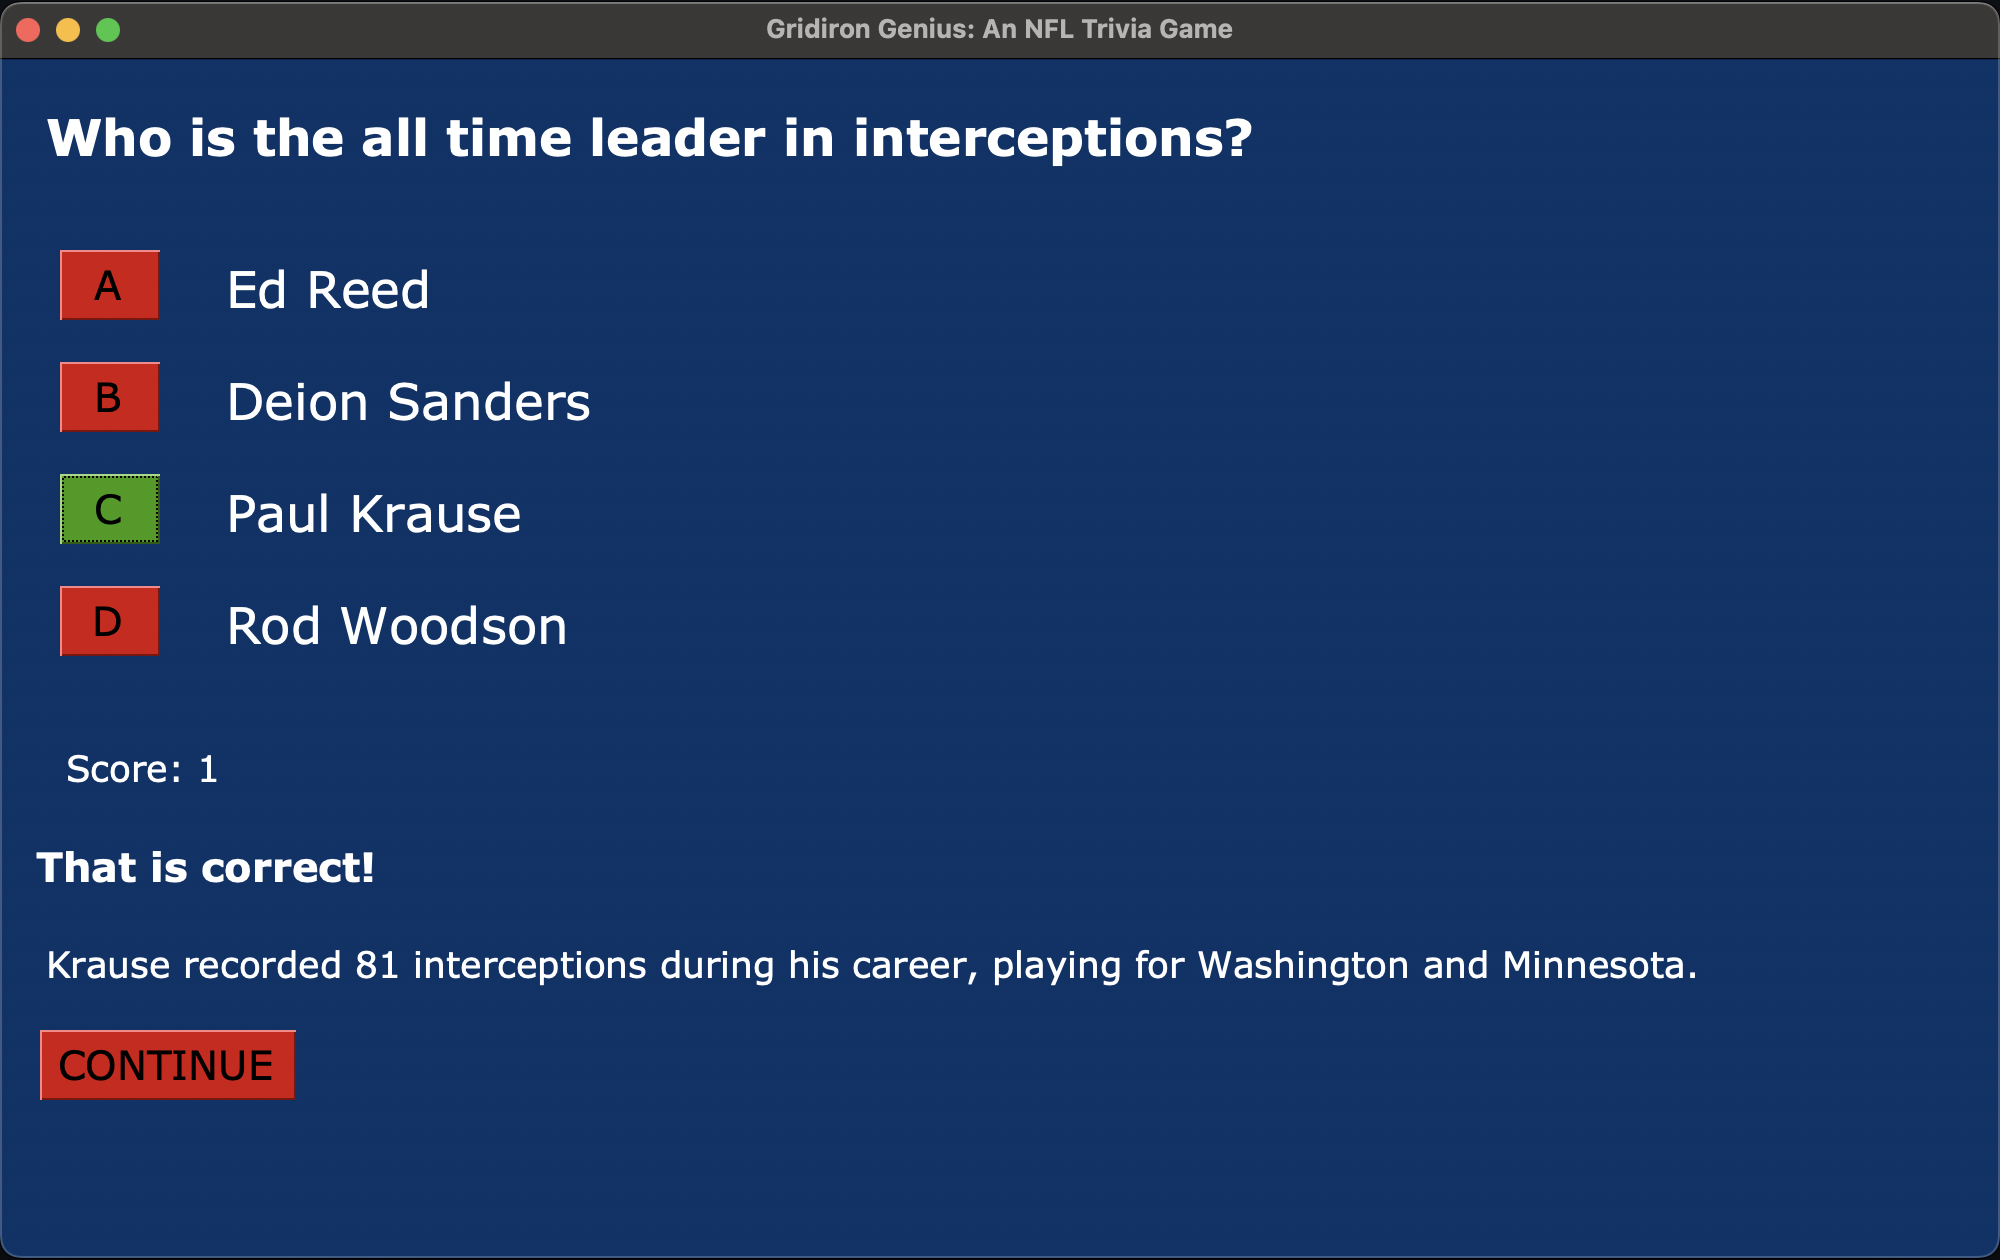 Gridiron Genius: An NFL Trivia Game
Who is the all time leader in interceptions?
A Ed Reed
B Deion Sanders
C Paul Krause
D Rod Woodson
Score: 1
That is correct!
Krause recorded 81 interceptions during his career, playing for Washington and Minnesota.
CONTINUE